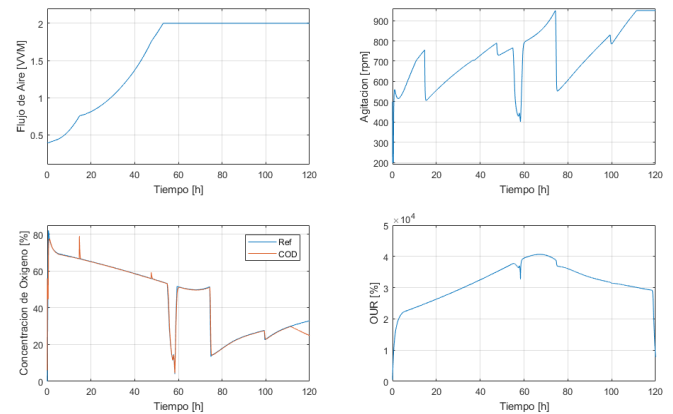 Flujo de Aire [VVM]
2
1.5
1
0.5
0 20 40 60 80 100 120
Tiempo [h]
Agitacion [rpm]
900
800
700
600
500
400
300
200
0 20 40 60 80 100 120
Tiempo [h]
Concentracion de Oxigeno [%]
80
60
40
20
0
Ref
COD
0 20 40 60 80 100 120
Tiempo [h]
OUR [%]
× 10⁴
5
4
3
2
1
0
0 20 40 60 80 100 120
Tiempo [h]